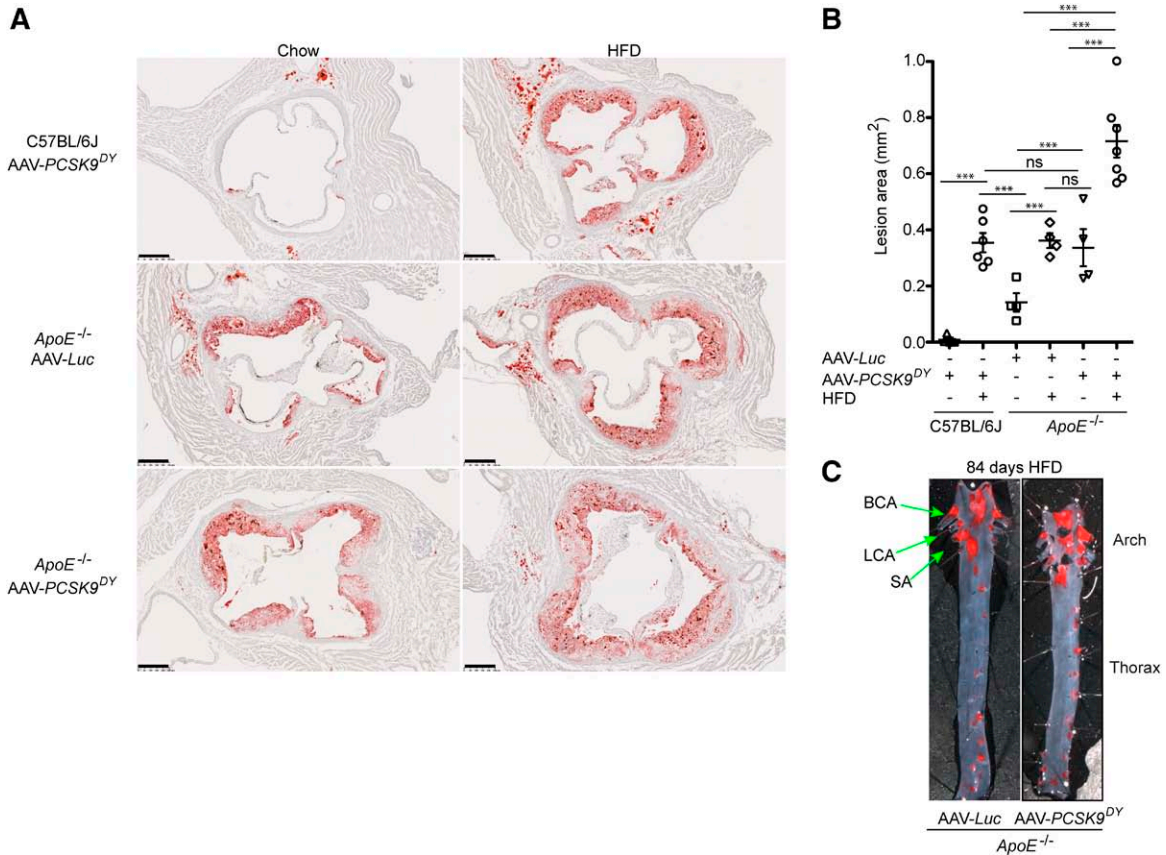 A
Chow
HFD
C57BL/6J
AAV-PCSK9DY
ApoE-/-
AAV-Luc
ApoE-/-
AAV-PCSK9DY
B
***
***
***
***
ns
***
***
***
ns
Lesion area (mm2)
1.0
0.8
0.6
0.4
0.2
0.0
AAV-Luc - - + + - -
AAV-PCSK9DY + + - - + +
HFD - + - + - +
C57BL/6J ApoE-/-
C
84 days HFD
BCA
LCA
SA
Arch
Thorax
AAV-Luc AAV-PCSK9DY
ApoE-/-